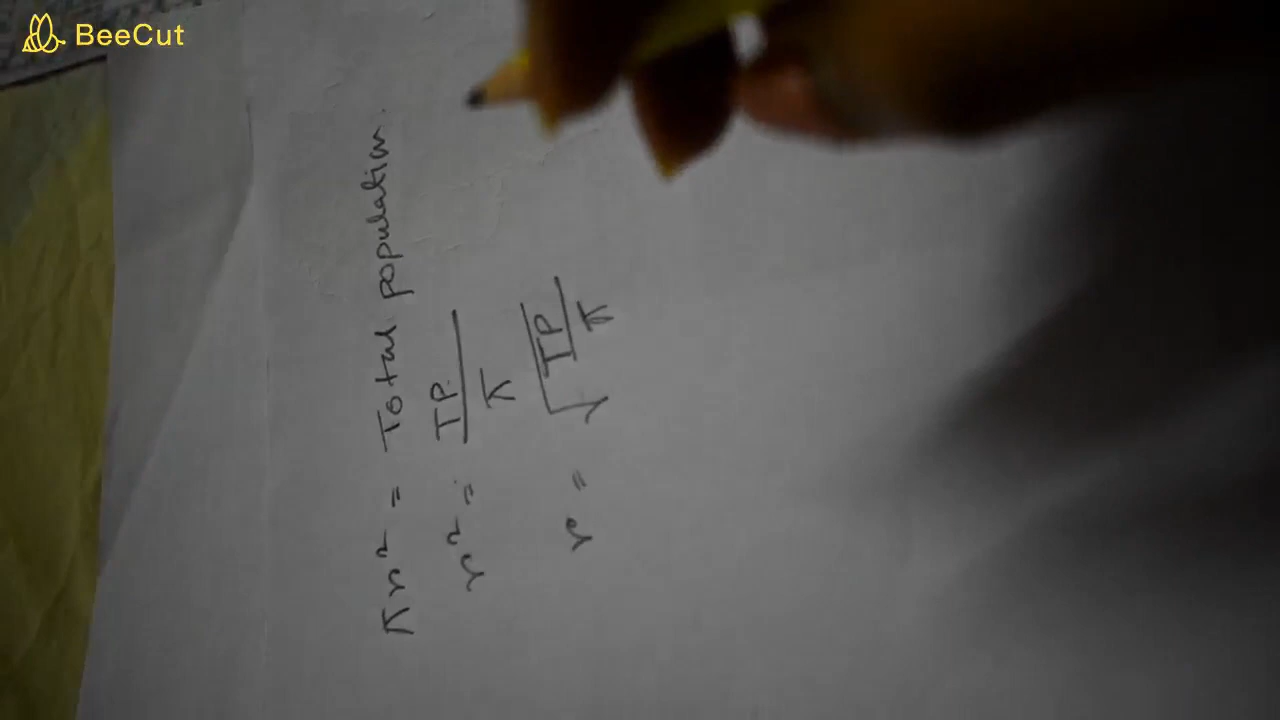 BeeCut
πr² = Total population.
r² = TP/π
r = √TP/π